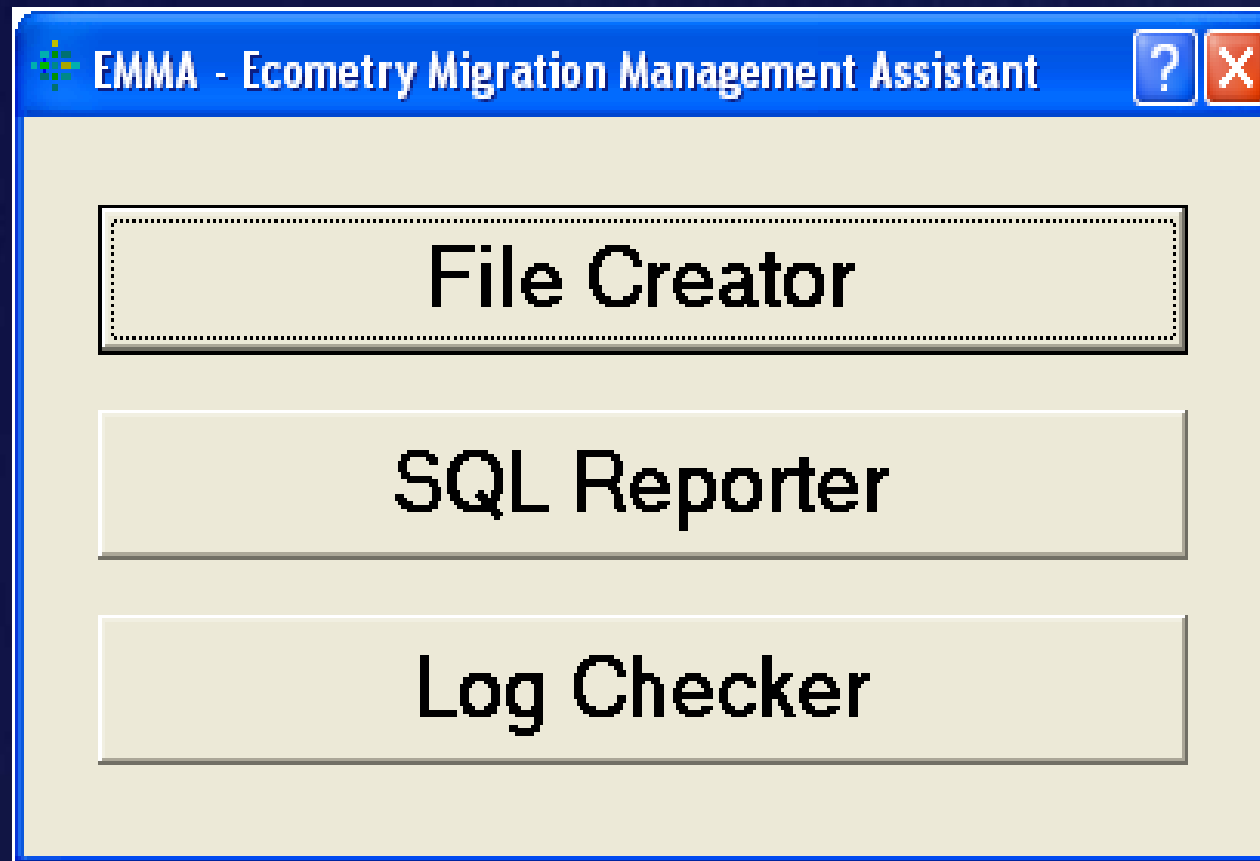 EMMA - Ecometry Migration Management Assistant ?
File Creator
SQL Reporter
Log Checker